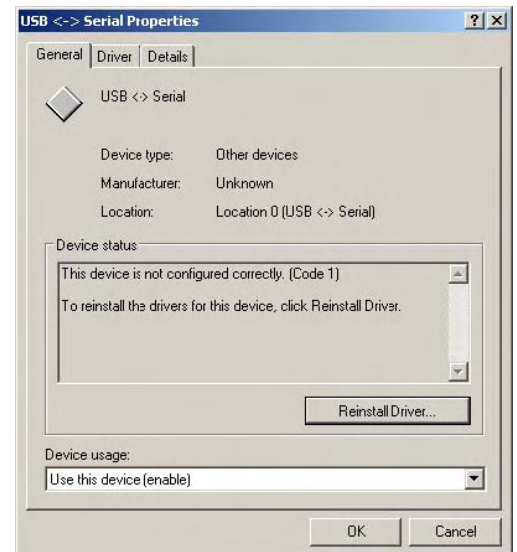 USB <-> Serial Properties
General Driver Details
USB <-> Serial
Device type: Other devices
Manufacturer: Unknown
Location: Location 0 (USB <-> Serial)
Device status
This device is not configured correctly. (Code 1)
To reinstall the drivers for this device, click Reinstall Driver.
Reinstall Driver...
Device usage:
Use this device (enable)
OK Cancel